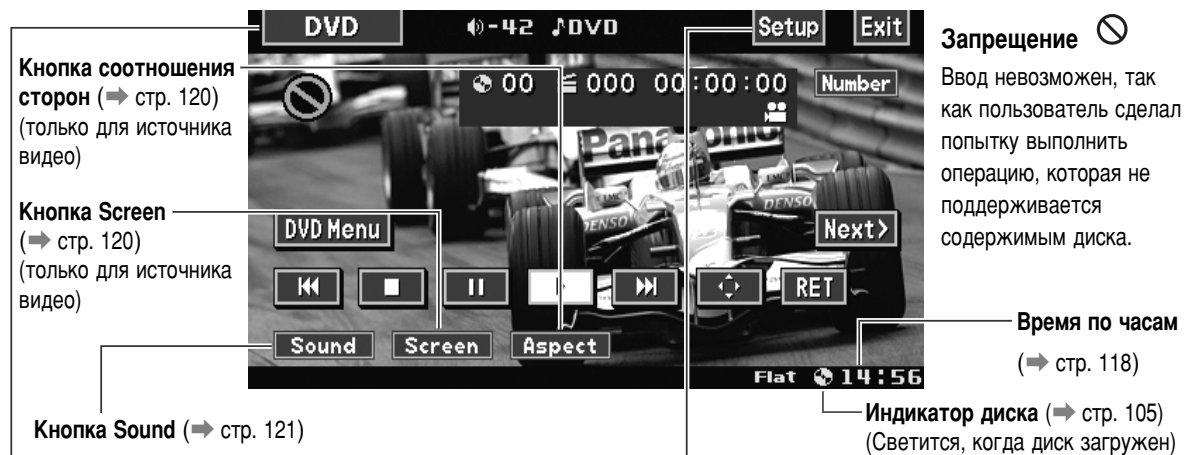 DVD
-42 DVD
Setup
Exit
Кнопка соотношения
сторон (➡ стр. 120)
(только для источника
видео)
Кнопка Screen
(➡ стр. 120)
(только для источника
видео)
00 000 00:00:00
Number
Panasonic
DENSO
DENSO
DVD Menu
Next>
RET
Sound
Screen
Aspect
Flat 14:56
Кнопка Sound (➡ стр. 121)
Запрещение
Ввод невозможен, так
как пользователь сделал
попытку выполнить
операцию, которая не
поддерживается
содержимым диска.
Время по часам
(➡ стр. 118)
Индикатор диска (➡ стр. 105)
(Светится, когда диск загружен)